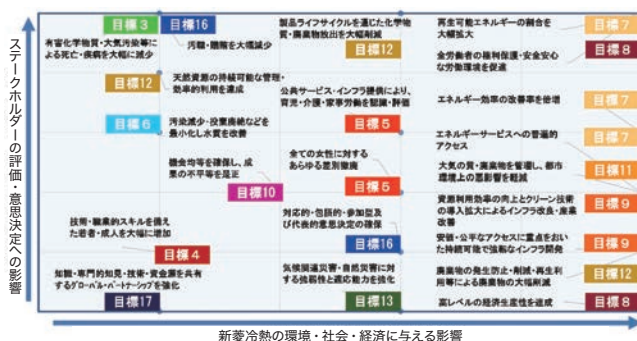 ステークホルダーの評価・意思決定への影響
目標3
有害化学物質・大気汚染等に
よる死亡・疾病を大幅に減少
目標16
汚職・贈賄を大幅減少
製品ライフサイクルを通じた化学物
質・廃棄物放出を大幅削減
目標12
再生可能エネルギーの割合を
大幅拡大
目標7
全労働者の権利保護・安全安心
な労働環境を促進
目標8
目標12
天然資源の持続可能な管理・
効率的利用を達成
公共サービス・インフラ提供により、
育児・介護・家事労働を認識・評価
目標5
エネルギー効率の改善率を倍増
目標7
目標6
汚染減少・投棄廃絶などを
最小化し水質を改善
エネルギーサービスへの普遍的
アクセス
目標7
機会均等を確保し、成
果の不平等を是正
目標10
全ての女性に対する
あらゆる差別撤廃
目標5
大気の質・廃棄物を管理し、都市
環境上の悪影響を軽減
目標11
資源利用効率の向上とクリーン技術
の導入拡大によるインフラ改良・産業
改善
目標9
技術・職業的スキルを備え
た若者・成人を大幅に増加
目標4
対応的・包括的・参加型及
び代表的意思決定の確保
目標16
安価・公平なアクセスに重点をおい
た持続可能で強靭なインフラ開発
目標9
知識・専門的知見・技術・資金源を共有
するグローバル・パートナーシップを強化
目標17
気候関連災害・自然災害に対
する強靭性と適応能力を強化
目標13
廃棄物の発生防止・削減・再生利
用等による廃棄物の大幅削減
目標12
高レベルの経済生産性を達成
目標8
新菱冷熱の環境・社会・経済に与える影響